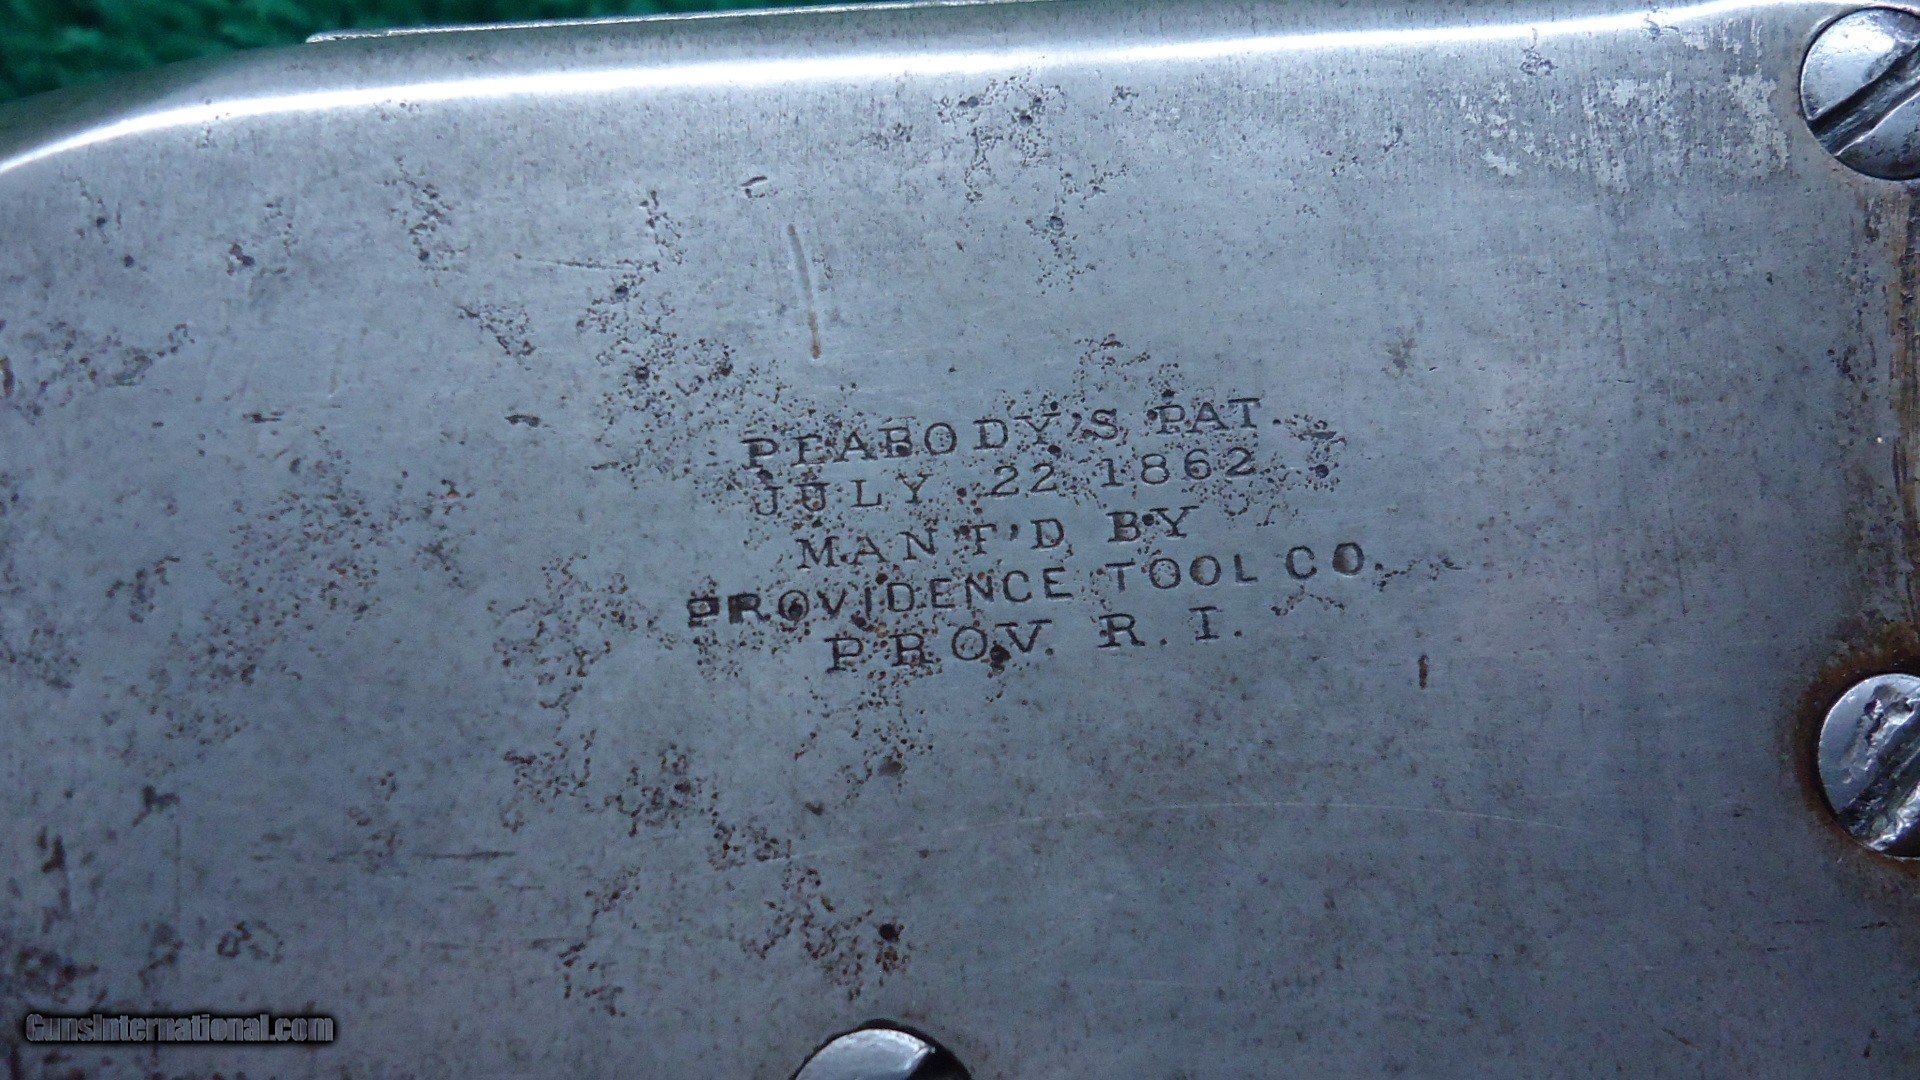 PEABODY'S PAT.
JULY 22 1862
MAN'F'D BY
PROVIDENCE TOOL CO.
PROV. R. I.
GunsInternational.com